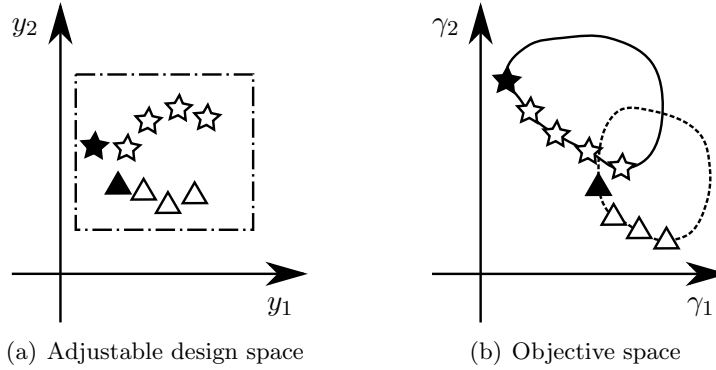 y2
γ2
y1
γ1
(a) Adjustable design space
(b) Objective space